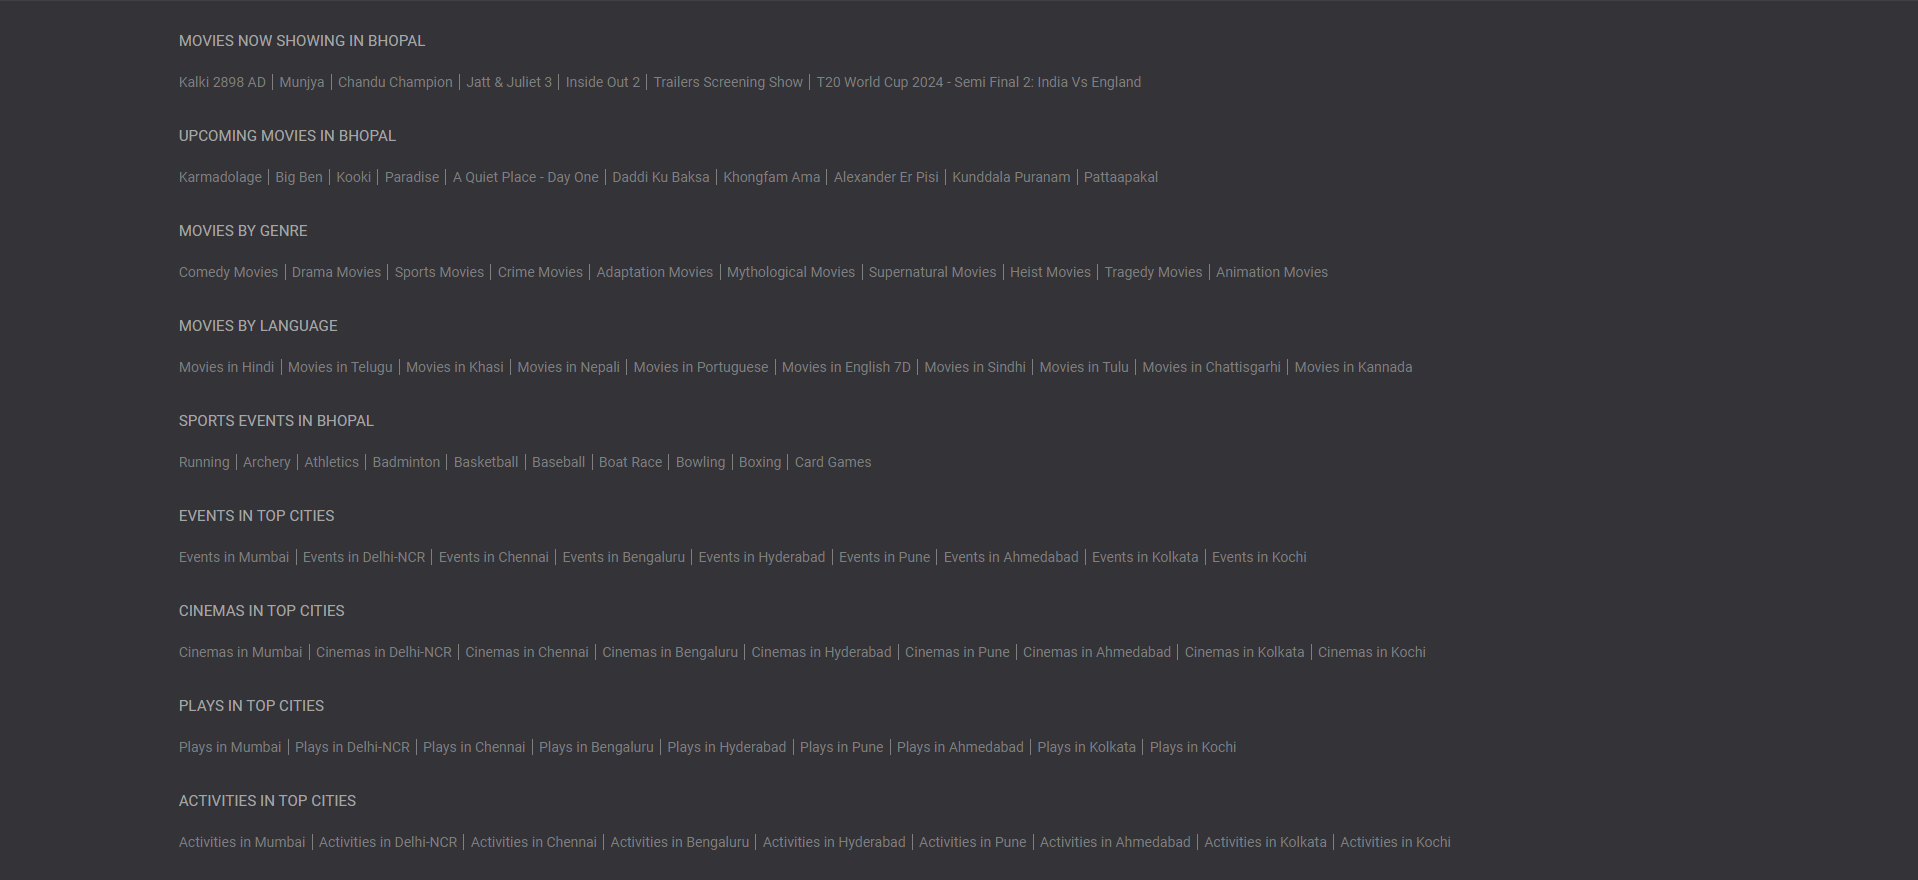 MOVIES NOW SHOWING IN BHOPAL
Kalki 2898 AD | Munjya | Chandu Champion | Jatt & Juliet 3 | Inside Out 2 | Trailers Screening Show | T20 World Cup 2024 - Semi Final 2: India Vs England
UPCOMING MOVIES IN BHOPAL
Karmadolage | Big Ben | Kooki | Paradise | A Quiet Place - Day One | Daddi Ku Baksa | Khongfam Ama | Alexander Er Pisi | Kunddala Puranam | Pattaapakal
MOVIES BY GENRE
Comedy Movies | Drama Movies | Sports Movies | Crime Movies | Adaptation Movies | Mythological Movies | Supernatural Movies | Heist Movies | Tragedy Movies | Animation Movies
MOVIES BY LANGUAGE
Movies in Hindi | Movies in Telugu | Movies in Khasi | Movies in Nepali | Movies in Portuguese | Movies in English 7D | Movies in Sindhi | Movies in Tulu | Movies in Chattisgarhi | Movies in Kannada
SPORTS EVENTS IN BHOPAL
Running | Archery | Athletics | Badminton | Basketball | Baseball | Boat Race | Bowling | Boxing | Card Games
EVENTS IN TOP CITIES
Events in Mumbai | Events in Delhi-NCR | Events in Chennai | Events in Bengaluru | Events in Hyderabad | Events in Pune | Events in Ahmedabad | Events in Kolkata | Events in Kochi
CINEMAS IN TOP CITIES
Cinemas in Mumbai | Cinemas in Delhi-NCR | Cinemas in Chennai | Cinemas in Bengaluru | Cinemas in Hyderabad | Cinemas in Pune | Cinemas in Ahmedabad | Cinemas in Kolkata | Cinemas in Kochi
PLAYS IN TOP CITIES
Plays in Mumbai | Plays in Delhi-NCR | Plays in Chennai | Plays in Bengaluru | Plays in Hyderabad | Plays in Pune | Plays in Ahmedabad | Plays in Kolkata | Plays in Kochi
ACTIVITIES IN TOP CITIES
Activities in Mumbai | Activities in Delhi-NCR | Activities in Chennai | Activities in Bengaluru | Activities in Hyderabad | Activities in Pune | Activities in Ahmedabad | Activities in Kolkata | Activities in Kochi